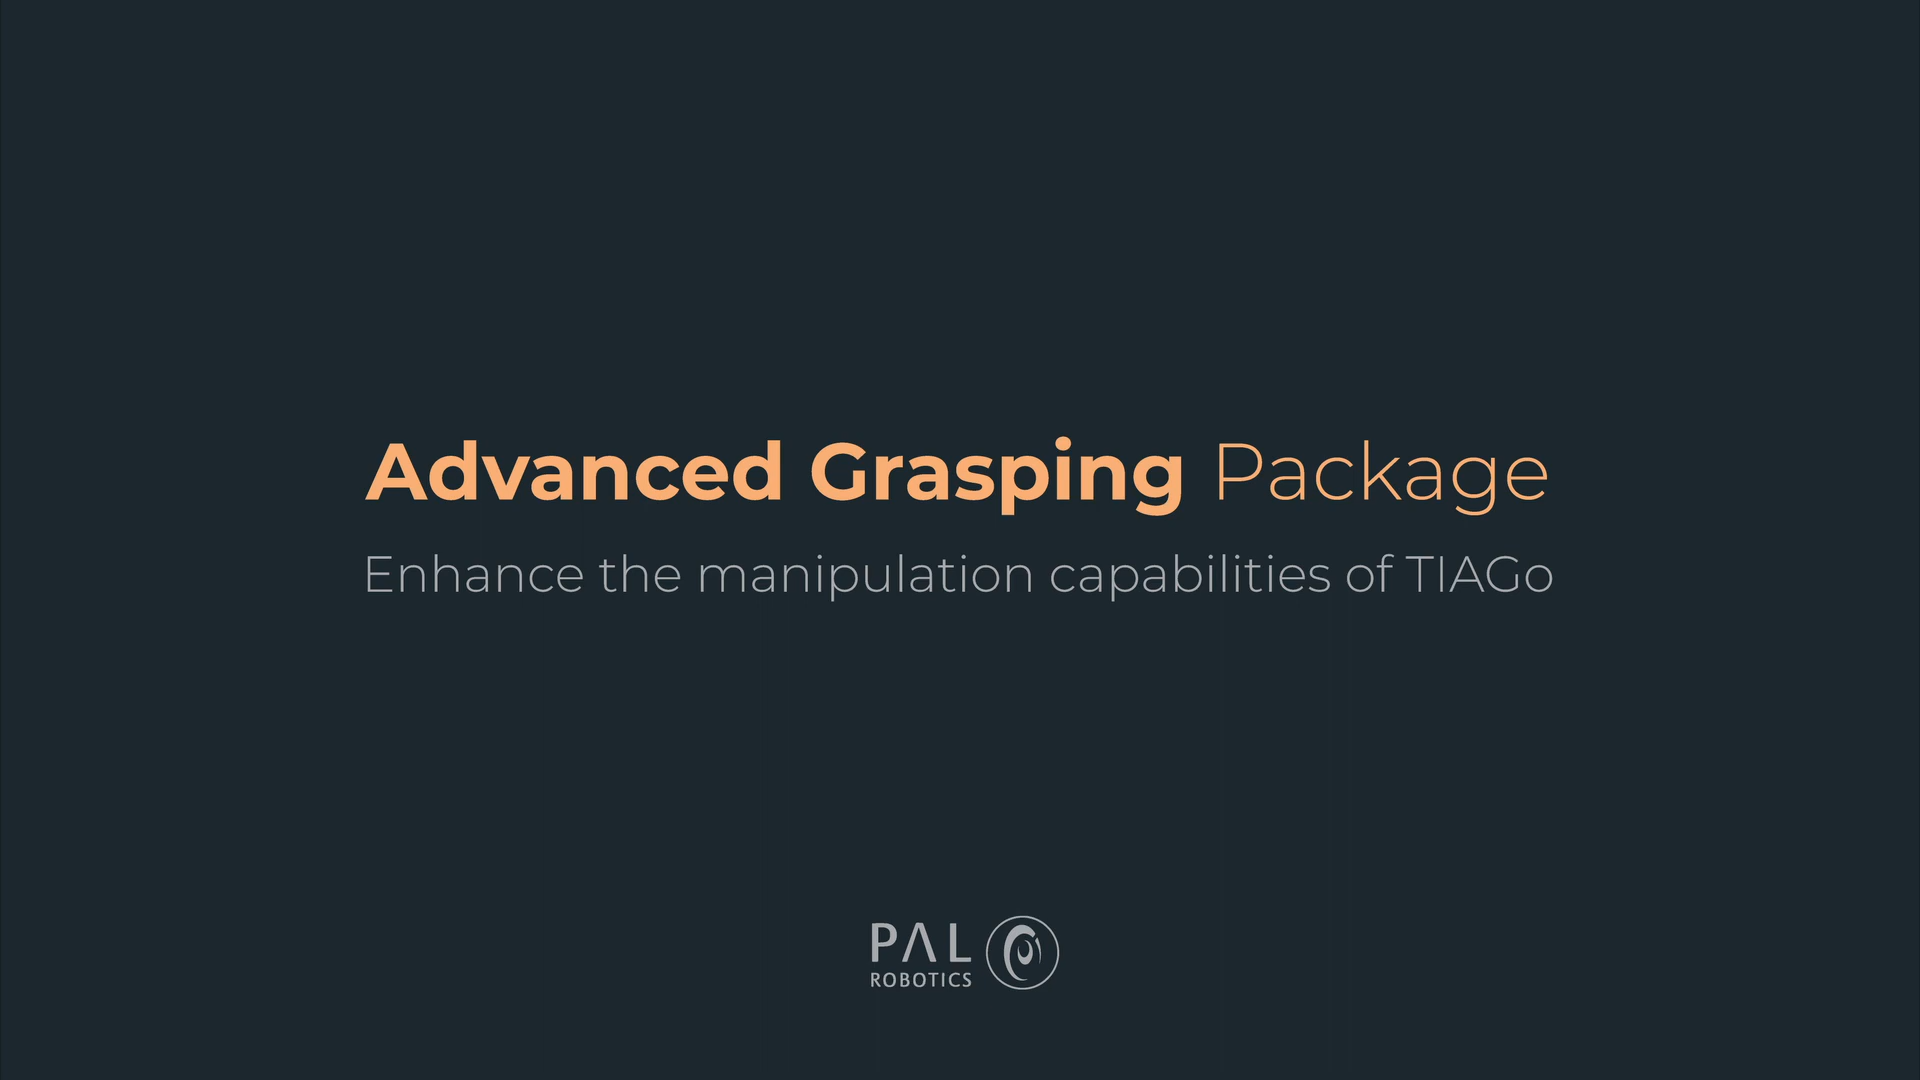 Advanced Grasping Package
Enhance the manipulation capabilities of TIAGo
PAL
ROBOTICS